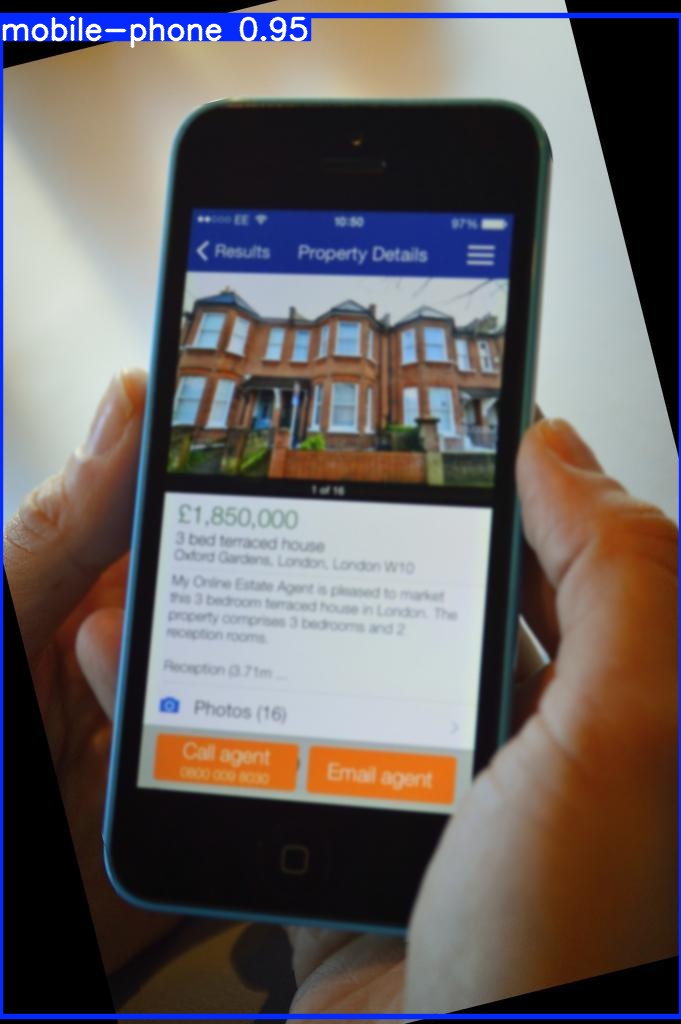 mobile-phone 0.95
EE 10:50 97%
Results Property Details
1 of 16
£1,850,000
3 bed terraced house
Oxford Gardens, London, London W10
My Online Estate Agent is pleased to market
this 3 bedroom terraced house in London. The
property comprises 3 bedrooms and 2
reception rooms.
Reception (3.71m ...
Photos (16)
Call agent
0800 009 8030
Email agent